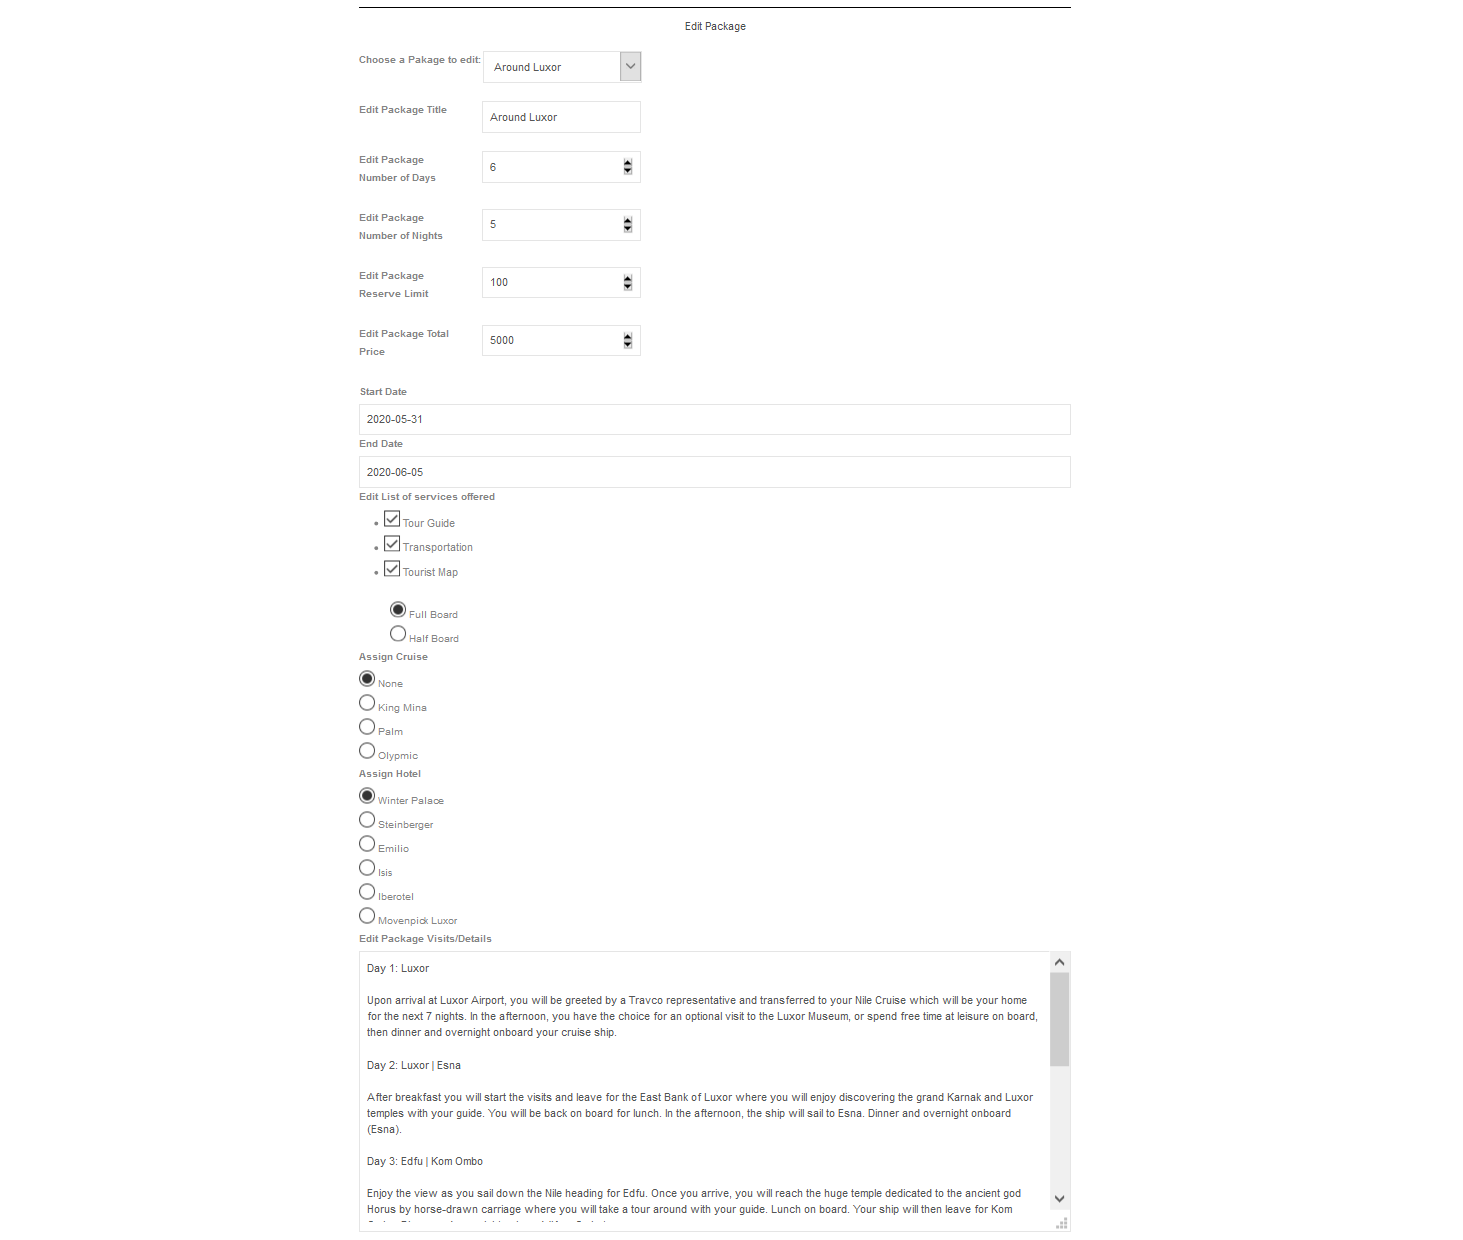 Edit Package
Choose a Pakage to edit:
Around Luxor
Edit Package Title
Around Luxor
Edit Package
Number of Days
6
Edit Package
Number of Nights
5
Edit Package
Reserve Limit
100
Edit Package Total
Price
5000
Start Date
2020-05-31
End Date
2020-06-05
Edit List of services offered
Tour Guide
Transportation
Tourist Map
Full Board
Half Board
Assign Cruise
None
King Mina
Palm
Olypmic
Assign Hotel
Winter Palace
Steinberger
Emilio
Isis
Iberotel
Movenpick Luxor
Edit Package Visits/Details
Day 1: Luxor
Upon arrival at Luxor Airport, you will be greeted by a Travco representative and transferred to your Nile Cruise which will be your home
for the next 7 nights. In the afternoon, you have the choice for an optional visit to the Luxor Museum, or spend free time at leisure on board,
then dinner and overnight onboard your cruise ship.
Day 2: Luxor | Esna
After breakfast you will start the visits and leave for the East Bank of Luxor where you will enjoy discovering the grand Karnak and Luxor
temples with your guide. You will be back on board for lunch. In the afternoon, the ship will sail to Esna. Dinner and overnight onboard
(Esna).
Day 3: Edfu | Kom Ombo
Enjoy the view as you sail down the Nile heading for Edfu. Once you arrive, you will reach the huge temple dedicated to the ancient god
Horus by horse-drawn carriage where you will take a tour around with your guide. Lunch on board. Your ship will then leave for Kom